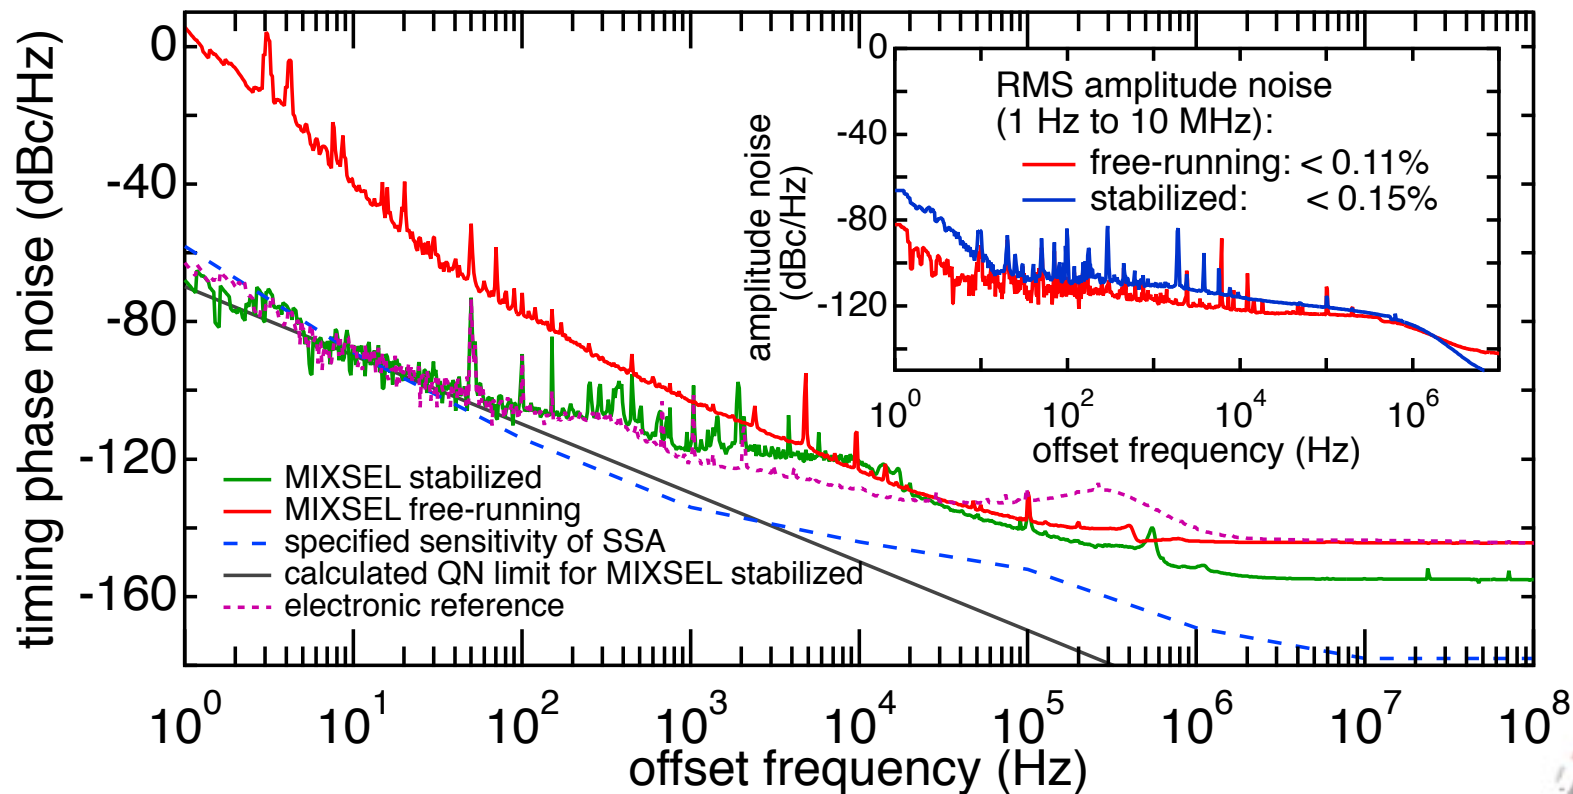 timing phase noise (dBc/Hz)
0
-40
-80
-120
-160
MIXSEL stabilized
MIXSEL free-running
specified sensitivity of SSA
calculated QN limit for MIXSEL stabilized
electronic reference
10^0 10^1 10^2 10^3 10^4 10^5 10^6 10^7 10^8
offset frequency (Hz)
amplitude noise
(dBc/Hz)
0
-40
-80
-120
RMS amplitude noise
(1 Hz to 10 MHz):
free-running: < 0.11%
stabilized: < 0.15%
10^0 10^2 10^4 10^6
offset frequency (Hz)